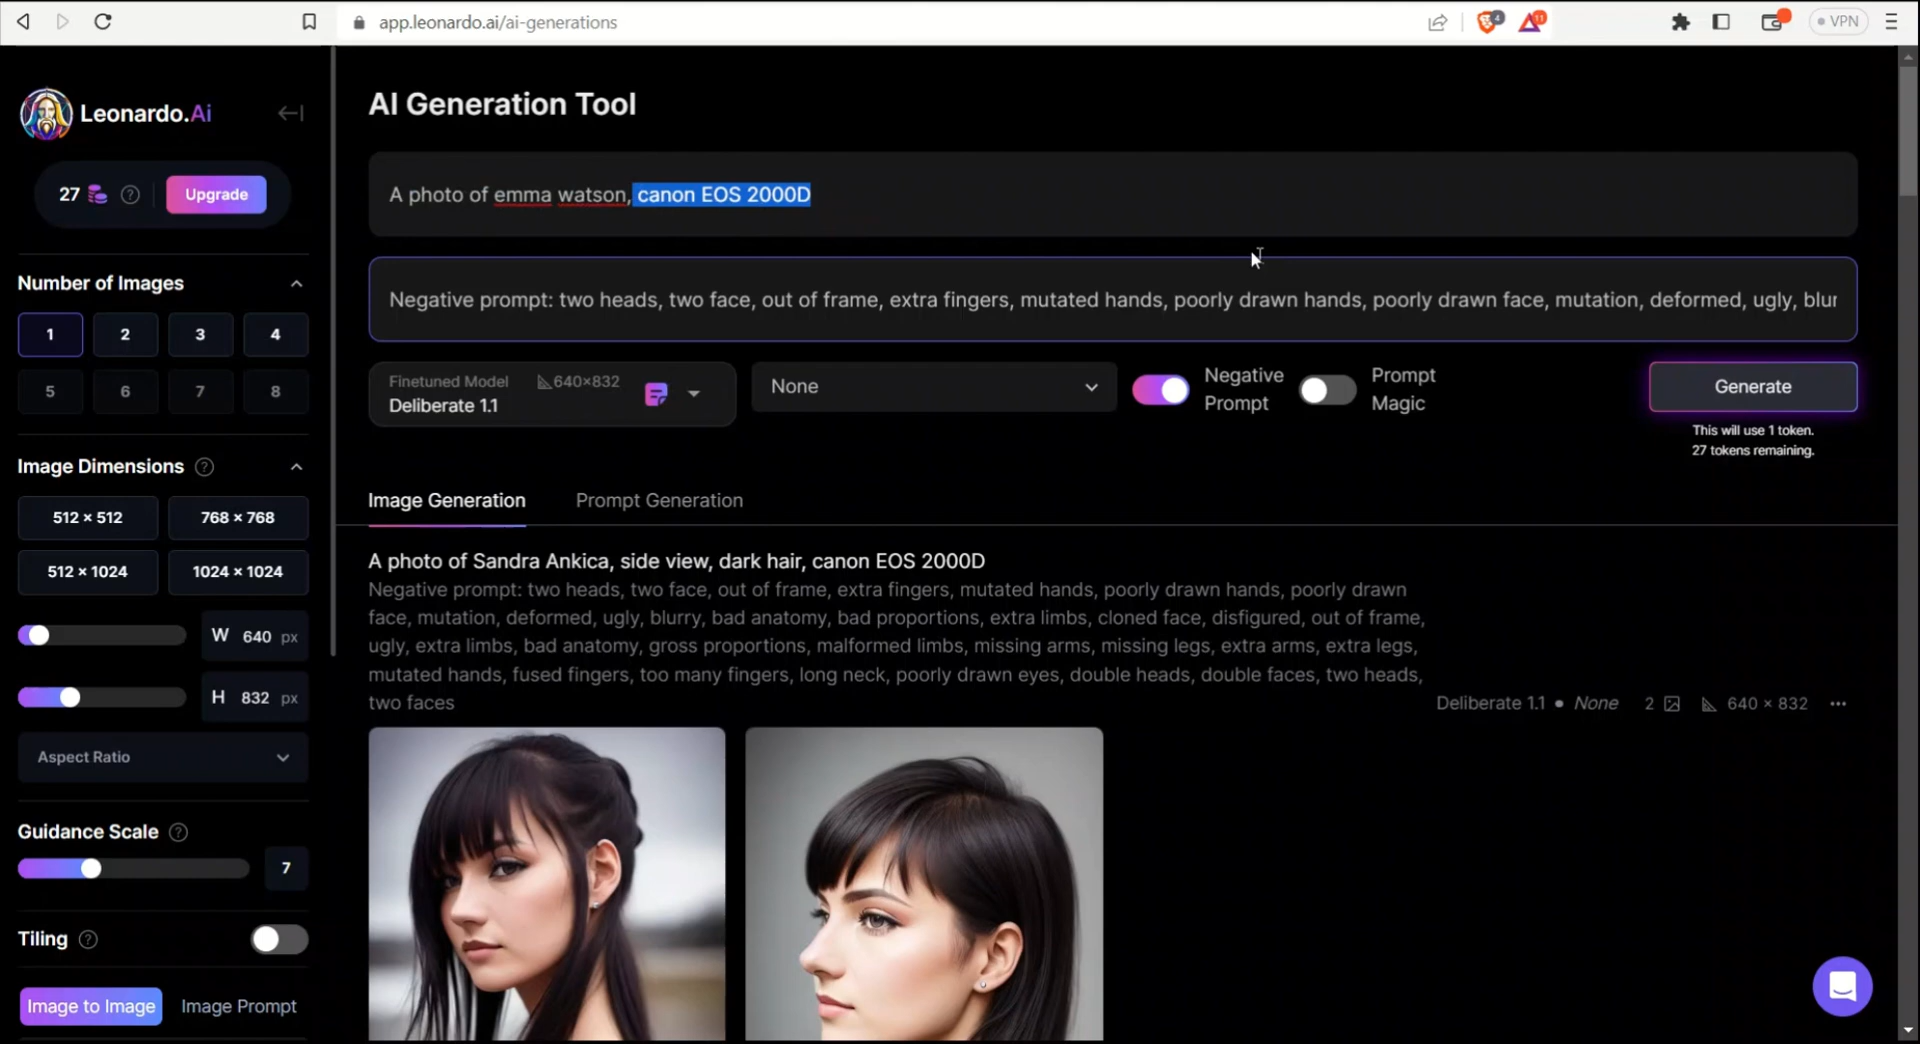 app.leonardo.ai/ai-generations
4
11
VPN
Leonardo.Ai
27
Upgrade
Number of Images
1 2 3 4
5 6 7 8
Image Dimensions
512 × 512 768 × 768
512 × 1024 1024 × 1024
W 640 px
H 832 px
Aspect Ratio
Guidance Scale
7
Tiling
Image to Image Image Prompt
AI Generation Tool
A photo of emma watson, canon EOS 2000D
Negative prompt: two heads, two face, out of frame, extra fingers, mutated hands, poorly drawn hands, poorly drawn face, mutation, deformed, ugly, blur
Finetuned Model 640×832
Deliberate 1.1
None
Negative
Prompt
Prompt
Magic
Generate
This will use 1 token.
27 tokens remaining.
Image Generation Prompt Generation
A photo of Sandra Ankica, side view, dark hair, canon EOS 2000D
Negative prompt: two heads, two face, out of frame, extra fingers, mutated hands, poorly drawn hands, poorly drawn
face, mutation, deformed, ugly, blurry, bad anatomy, bad proportions, extra limbs, cloned face, disfigured, out of frame,
ugly, extra limbs, bad anatomy, gross proportions, malformed limbs, missing arms, missing legs, extra arms, extra legs,
mutated hands, fused fingers, too many fingers, long neck, poorly drawn eyes, double heads, double faces, two heads,
two faces
Deliberate 1.1 • None 2 640 × 832 •••